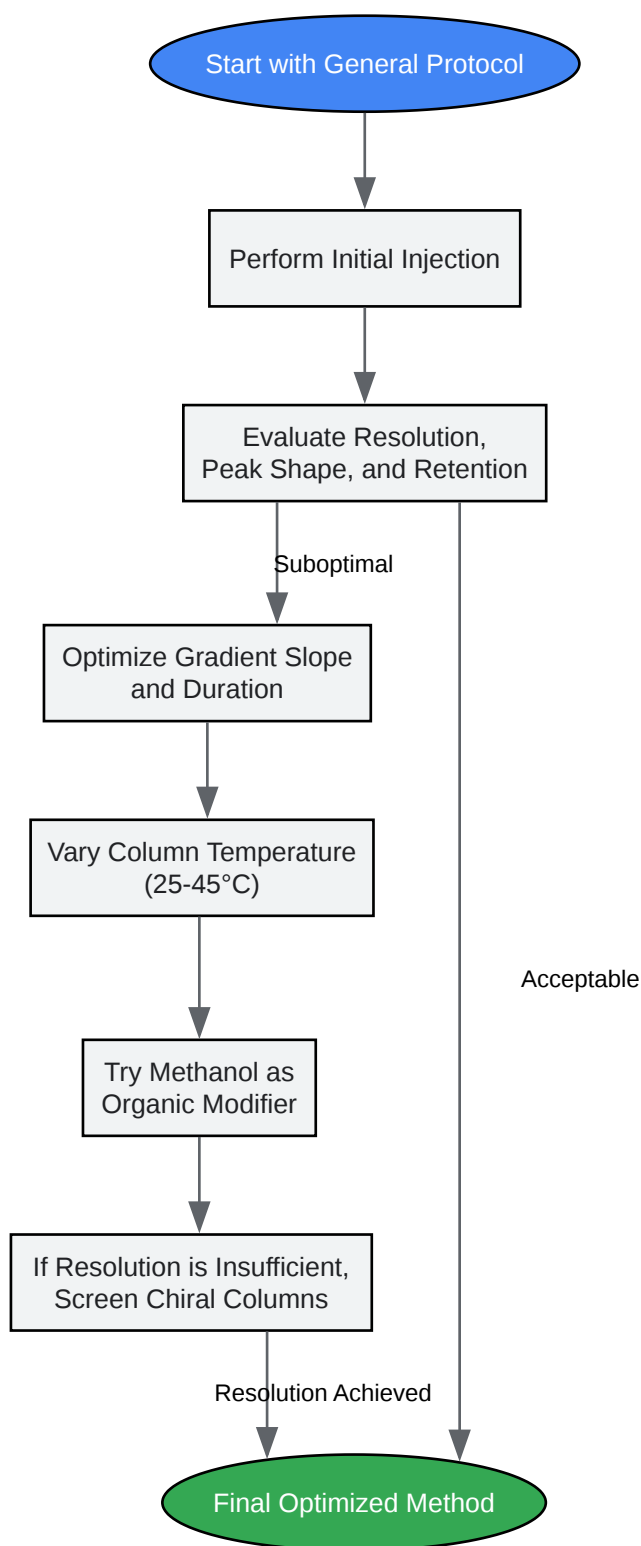 Start with General Protocol
Perform Initial Injection
Evaluate Resolution,
Peak Shape, and Retention
Suboptimal
Optimize Gradient Slope
and Duration
Vary Column Temperature
(25-45°C)
Acceptable
Try Methanol as
Organic Modifier
If Resolution is Insufficient,
Screen Chiral Columns
Resolution Achieved
Final Optimized Method